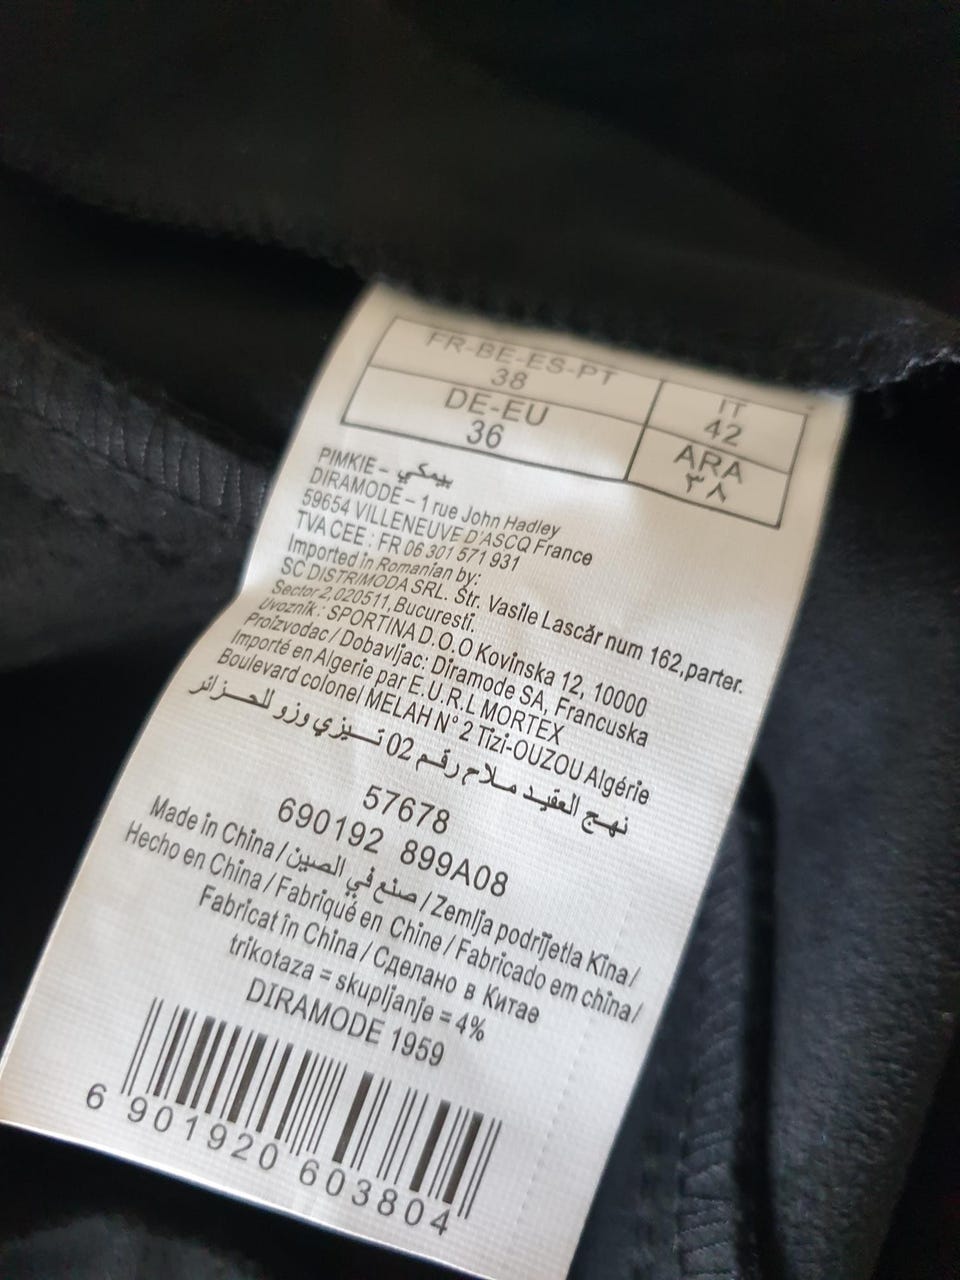 FR-BE-ES-PT
38
IT
42
DE-EU
36
ARA
٣٨
PIMKIE – بيمكي
DIRAMODE – 1 rue John Hadley
59654 VILLENEUVE D'ASCQ France
TVA CEE : FR 06 301 571 931
Imported in Romanian by:
SC DISTRIMODA SRL. Str. Vasile Lascăr num 162,parter.
Sector 2,020511,Bucuresti.
Uvoznik : SPORTINA D.O.O Kovinska 12, 10000
Proizvodac / Dobavljac: Diramode SA, Francuska
Importé en Algerie par E.U.R.L MORTEX
Boulevard colonel MELAH N° 2 Tizi-OUZOU Algérie
نهج العقيد ملاح رقم 02 تيزي وزو للجزائر
57678
690192 899A08
Made in China / صنع في الصين / Zemlja podrijetla Kina /
Hecho en China / Fabriqué en Chine / Fabricado em china /
Fabricat în China / Сделано в Китае
trikotaza = skupljanje = 4%
DIRAMODE 1959
6 901920 603804